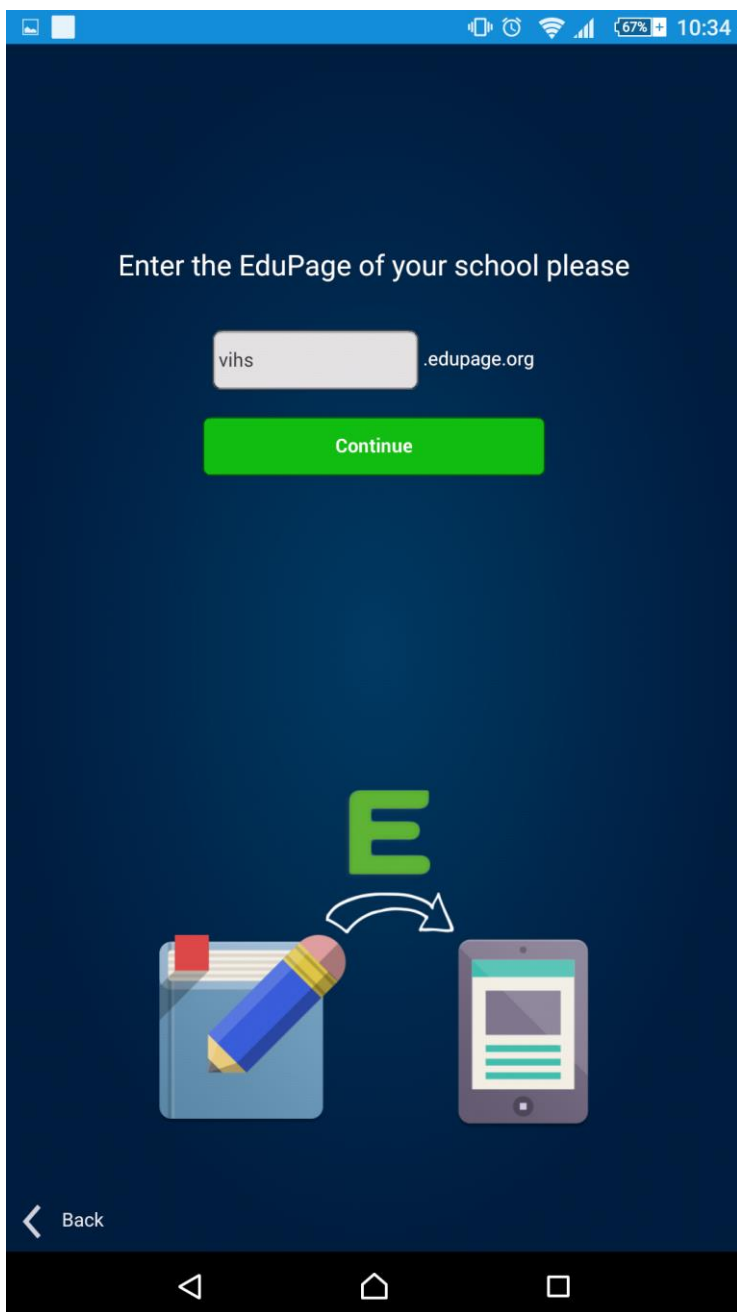 67% 10:34
Enter the EduPage of your school please
vihs .edupage.org
Continue
E
Back